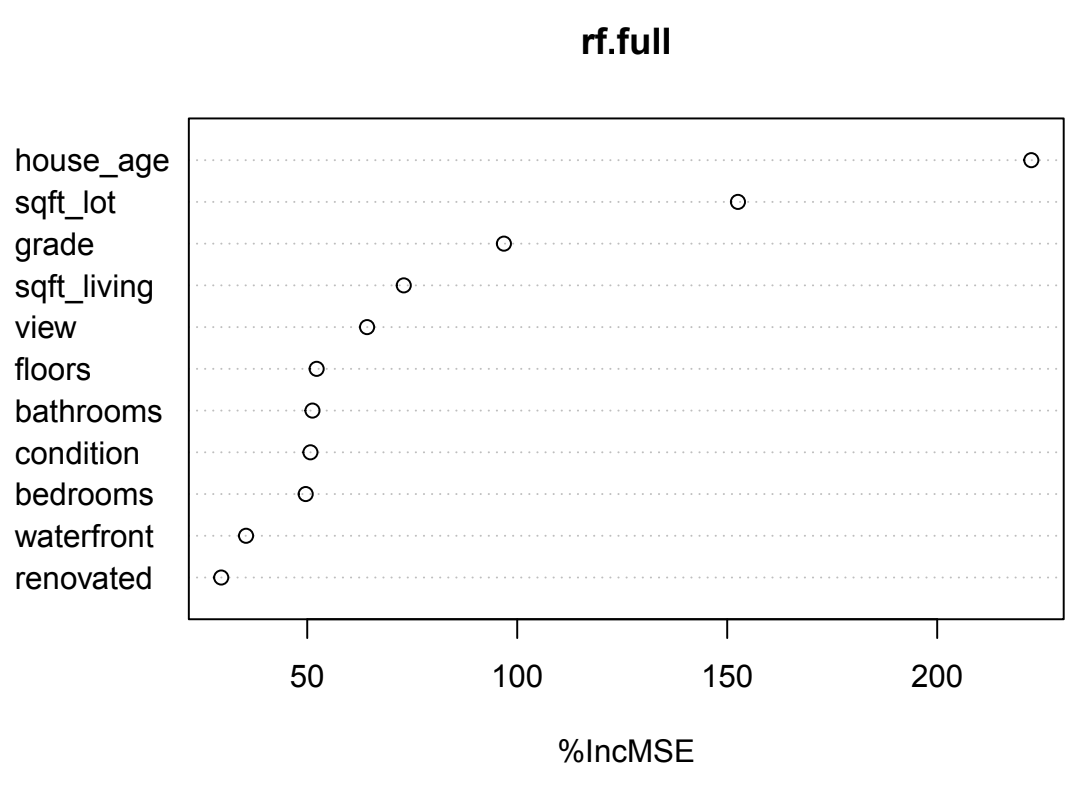 rf.full
house_age
sqft_lot
grade
sqft_living
view
floors
bathrooms
condition
bedrooms
waterfront
renovated
50 100 150 200
%IncMSE